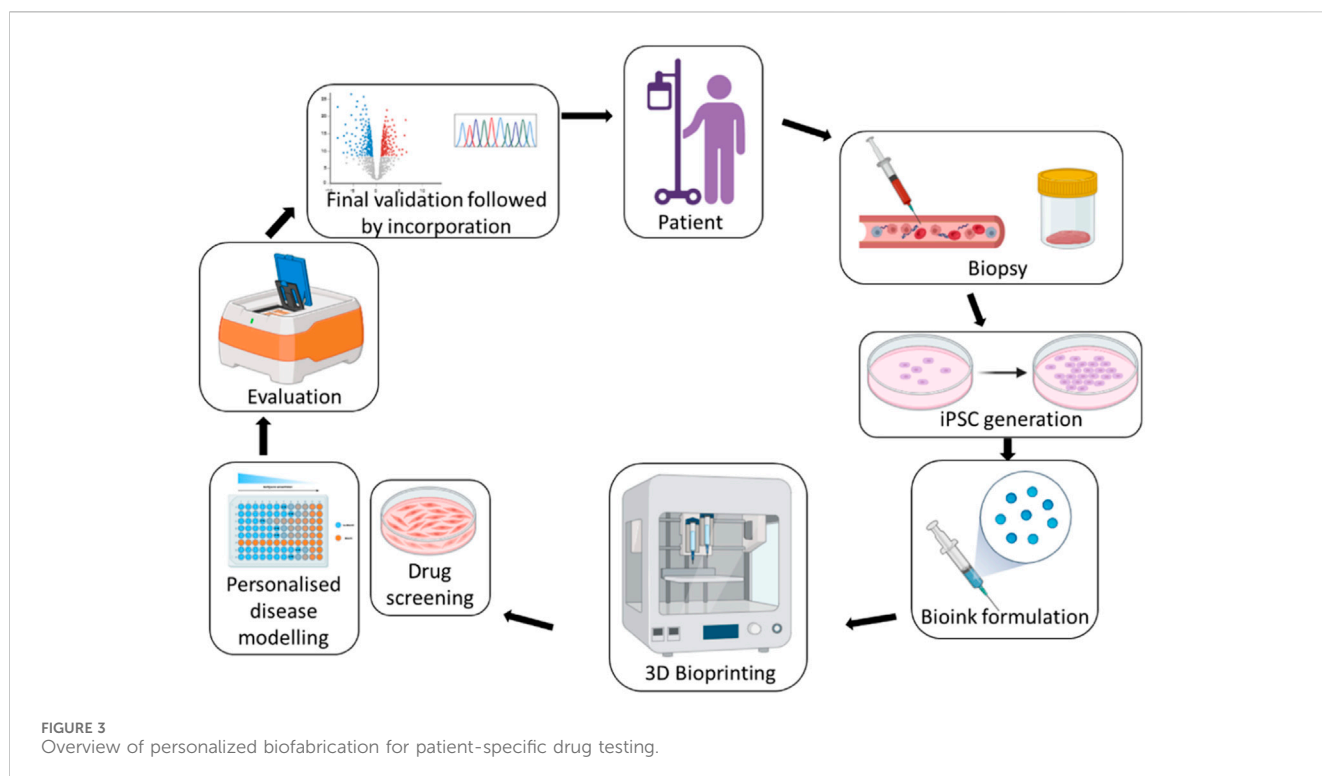 Final validation followed
by incorporation
Patient
Biopsy
iPSC generation
Bioink formulation
3D Bioprinting
Drug
screening
Personalised
disease
modelling
Evaluation
FIGURE 3
Overview of personalized biofabrication for patient-specific drug testing.